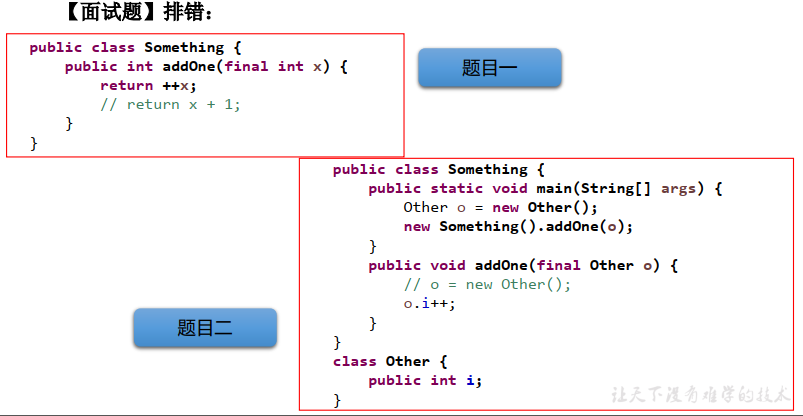 【面试题】排错：
public class Something {
    public int addOne(final int x) {
        return ++x;
        // return x + 1;
    }
}
题目一
public class Something {
    public static void main(String[] args) {
        Other o = new Other();
        new Something().addOne(o);
    }
    public void addOne(final Other o) {
        // o = new Other();
        o.i++;
    }
}
class Other {
    public int i;
}
题目二
让天下没有难学的技术